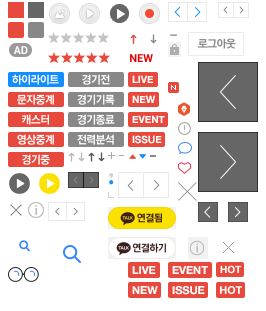 AD
로그아웃
NEW
N
하이라이트 경기전 LIVE
문자중계 경기기록 NEW
캐스터 경기종료 EVENT
영상중계 전력분석 ISSUE
경기중
TALK 연결됨
TALK 연결하기
LIVE EVENT HOT
NEW ISSUE HOT